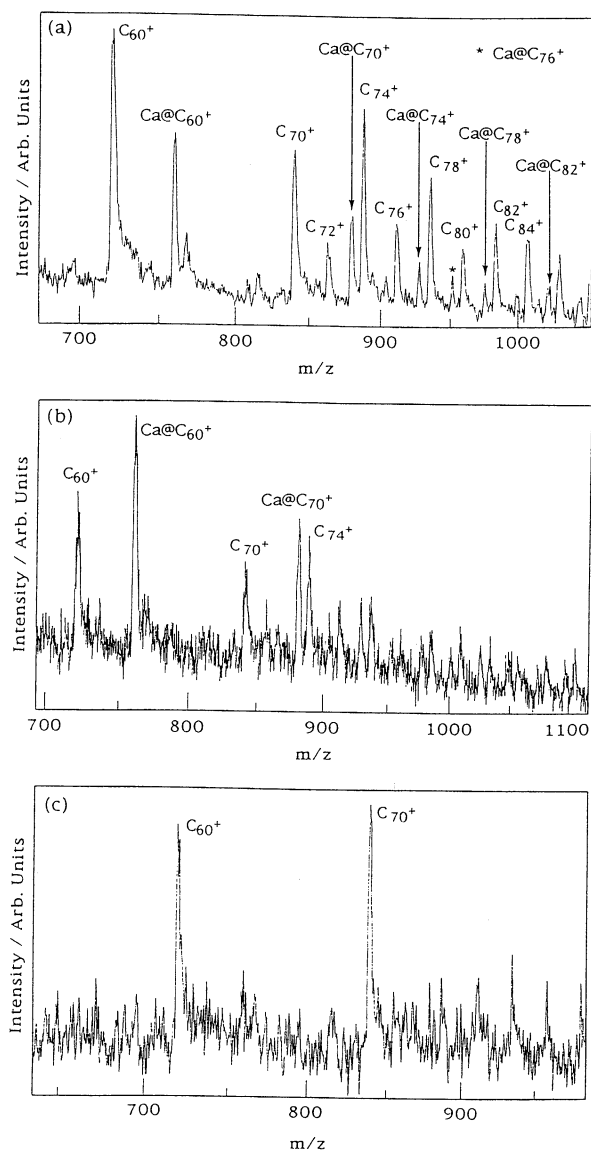 (a)
C60+
Ca@C70+
* Ca@C76+
C74+
Ca@C60+
Ca@C74+
C70+
Ca@C78+
C78+
Ca@C82+
C72+
C76+
C80+
C82+
C84+
*
Intensity / Arb. Units
700 800 900 1000
m/z
(b)
Ca@C60+
C60+
Ca@C70+
C70+
C74+
Intensity / Arb. Units
700 800 900 1000 1100
m/z
(c)
C60+
C70+
Intensity / Arb. Units
700 800 900
m/z